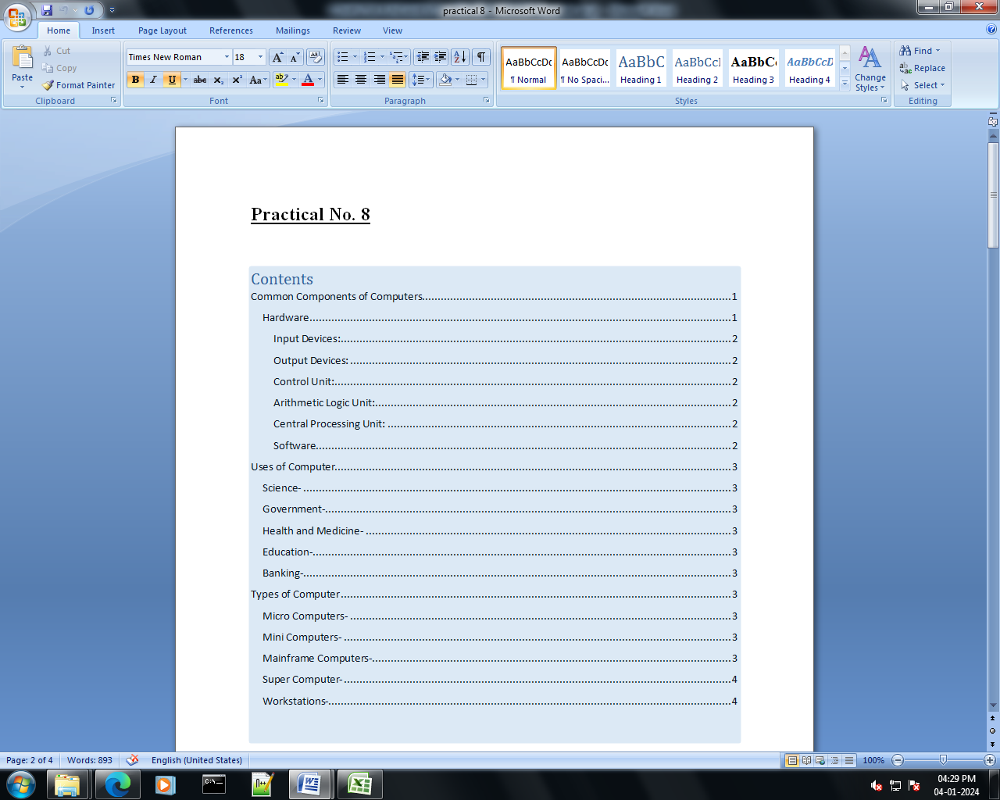 practical 8 - Microsoft Word
Home Insert Page Layout References Mailings Review View
Paste Cut Copy Format Painter
Clipboard
Times New Roman 18
B I U abc x₂ x² Aa ab A
Font
Paragraph
AaBbCcDc AaBbCcDc AaBbC AaBbCcI AaBbC AaBbCcD
¶ Normal ¶ No Spaci... Heading 1 Heading 2 Heading 3 Heading 4
Change Styles
Styles
Find
Replace
Select
Editing
Practical No. 8
Contents
Common Components of Computers 1
Hardware 1
Input Devices: 2
Output Devices: 2
Control Unit: 2
Arithmetic Logic Unit: 2
Central Processing Unit: 2
Software 2
Uses of Computer 3
Science- 3
Government- 3
Health and Medicine- 3
Education- 3
Banking- 3
Types of Computer 3
Micro Computers- 3
Mini Computers- 3
Mainframe Computers- 3
Super Computer- 4
Workstations- 4
Page: 2 of 4 Words: 893 English (United States) 100%
04:29 PM
04-01-2024